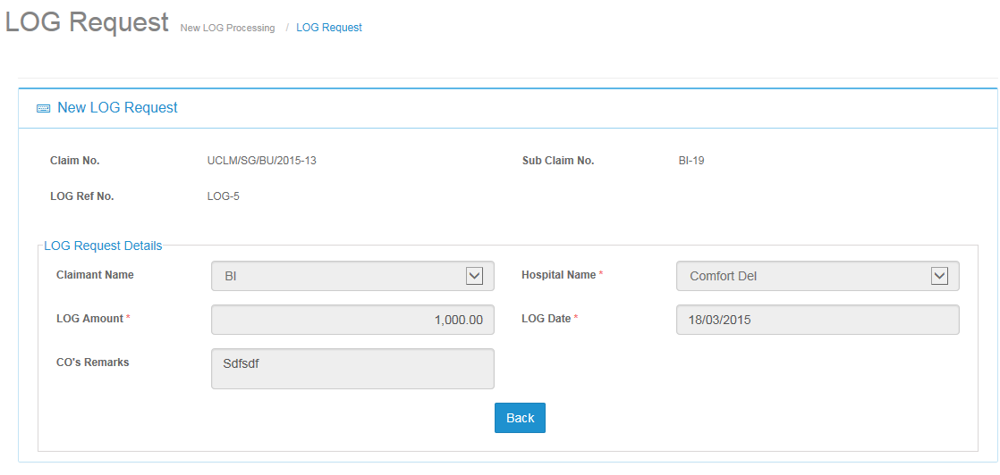 LOG Request New LOG Processing / LOG Request
New LOG Request
Claim No. UCLM/SG/BU/2015-13 Sub Claim No. BI-19
LOG Ref No. LOG-5
LOG Request Details
Claimant Name BI Hospital Name * Comfort Del
LOG Amount * 1,000.00 LOG Date * 18/03/2015
CO's Remarks Sdfsdf
Back